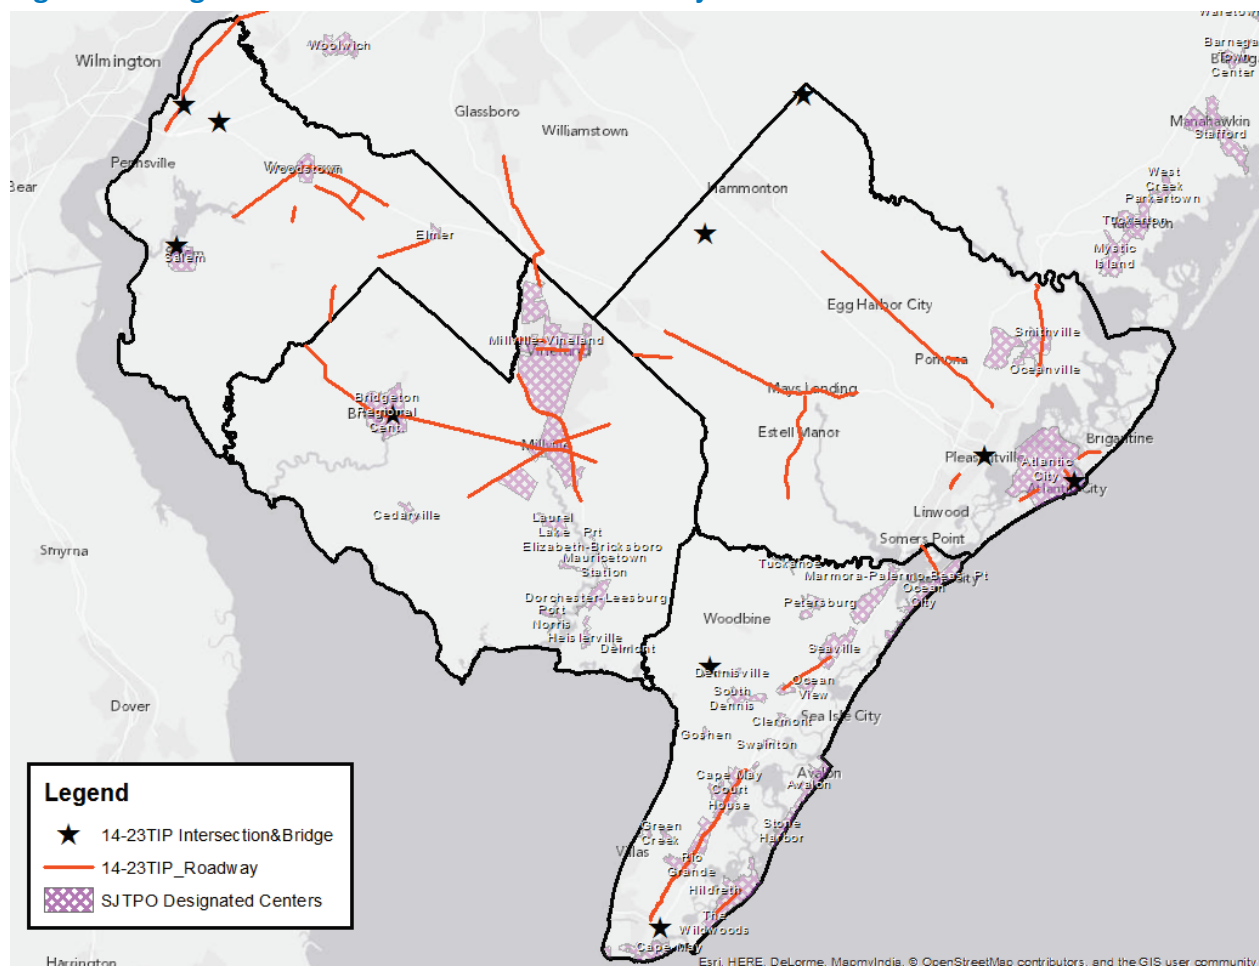 Waretown
Woolwich
Barnegat
Town
Center
Wilmington
Glassboro
Williamstown
Manahawkin
Stafford
Pennsville
Bear
Woodstown
Hammonton
West
Creek
Parkertown
Tuckerton
Mystic
Island
Elmer
Salem
Egg Harbor City
Smithville
Millville-Vineland
Vineland
Pomona
Oceanville
Mays Landing
Bridgeton
Regional
Cent.
Estell Manor
Brigantine
Millville
Pleasantville
Atlantic
City
Atlantic City
Cedarville
Linwood
Laurel
Lake
Prt
Elizabeth-Bricksboro
Mauricetown
Station
Somers Point
Smyrna
Tuckahoe
Marmora-Palermo-Bees. Pt
Ocean
City
Dorchester-Leesburg
Petersburg
Port
Norris
Woodbine
Heislerville
Delmont
Seaville
Dennisville
South
Dennis
Ocean
View
Dover
Clermont
Sea Isle City
Goshen
Swainton
Cape May
Court
House
Avalon
Avalon
Stone
Harbor
Green
Creek
Villas
Rio
Grande
Hildreth
The
Wildwoods
Cape May
Harrington
Legend
14-23TIP Intersection&Bridge
14-23TIP_Roadway
SJTPO Designated Centers
Esri, HERE, DeLorme, MapmyIndia, © OpenStreetMap contributors, and the GIS user community